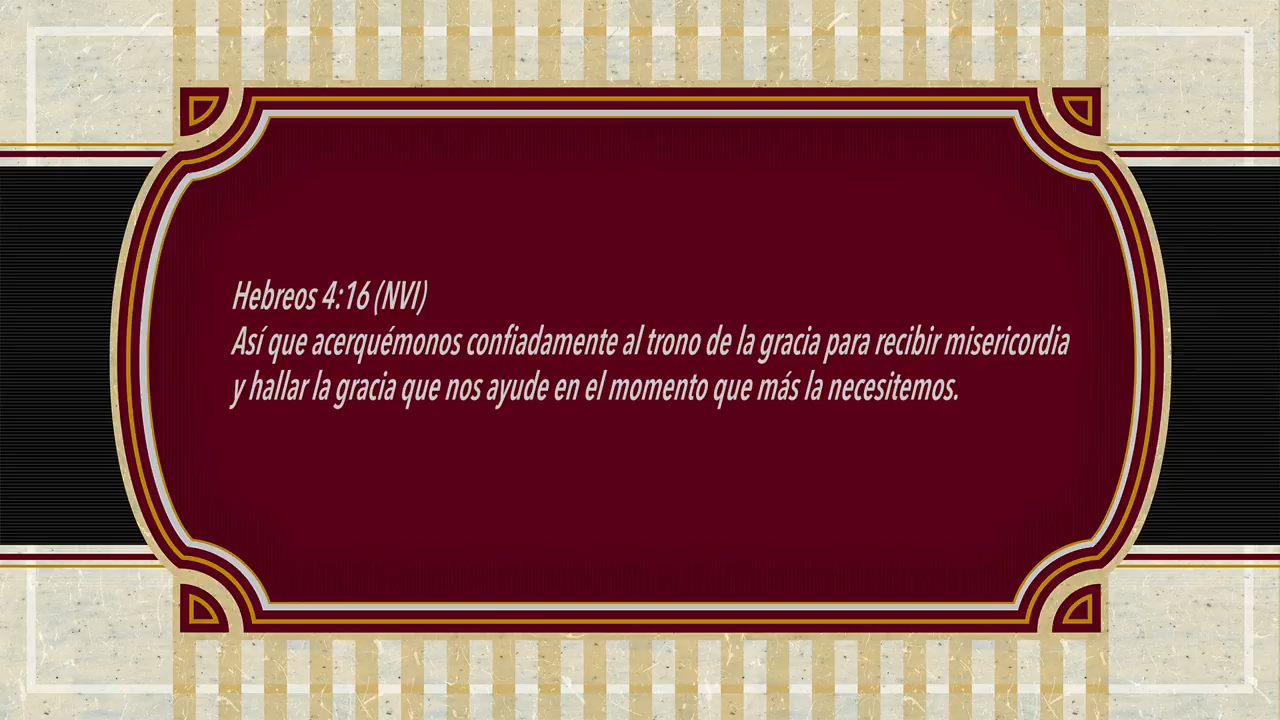 Hebreos 4:16 (NVI)
Así que acerquémonos confiadamente al trono de la gracia para recibir misericordia
y hallar la gracia que nos ayude en el momento que más la necesitemos.